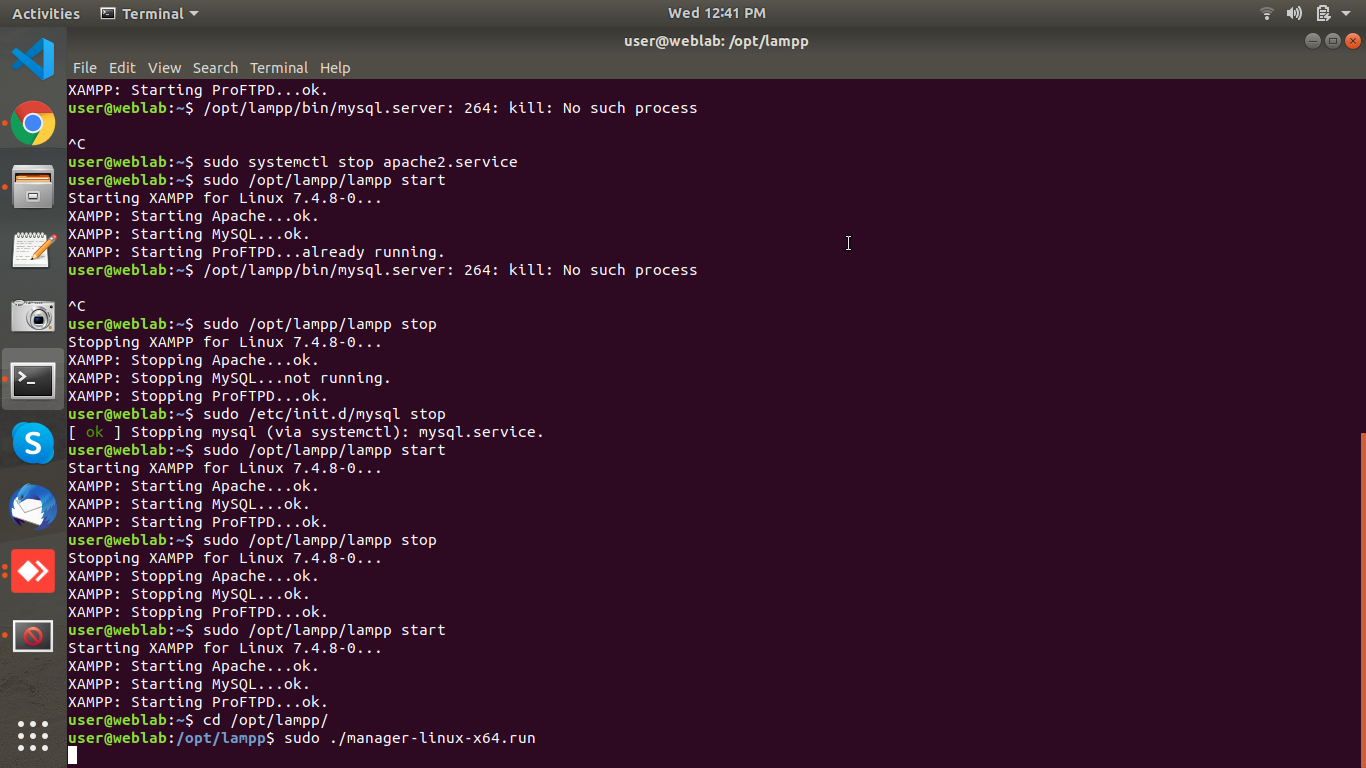 Activities Terminal Wed 12:41 PM
user@weblab: /opt/lampp
File Edit View Search Terminal Help
XAMPP: Starting ProFTPD...ok.
user@weblab:~$ /opt/lampp/bin/mysql.server: 264: kill: No such process
^C
user@weblab:~$ sudo systemctl stop apache2.service
user@weblab:~$ sudo /opt/lampp/lampp start
Starting XAMPP for Linux 7.4.8-0...
XAMPP: Starting Apache...ok.
XAMPP: Starting MySQL...ok.
XAMPP: Starting ProFTPD...already running.
user@weblab:~$ /opt/lampp/bin/mysql.server: 264: kill: No such process
^C
user@weblab:~$ sudo /opt/lampp/lampp stop
Stopping XAMPP for Linux 7.4.8-0...
XAMPP: Stopping Apache...ok.
XAMPP: Stopping MySQL...not running.
XAMPP: Stopping ProFTPD...ok.
user@weblab:~$ sudo /etc/init.d/mysql stop
[ ok ] Stopping mysql (via systemctl): mysql.service.
user@weblab:~$ sudo /opt/lampp/lampp start
Starting XAMPP for Linux 7.4.8-0...
XAMPP: Starting Apache...ok.
XAMPP: Starting MySQL...ok.
XAMPP: Starting ProFTPD...ok.
user@weblab:~$ sudo /opt/lampp/lampp stop
Stopping XAMPP for Linux 7.4.8-0...
XAMPP: Stopping Apache...ok.
XAMPP: Stopping MySQL...ok.
XAMPP: Stopping ProFTPD...ok.
user@weblab:~$ sudo /opt/lampp/lampp start
Starting XAMPP for Linux 7.4.8-0...
XAMPP: Starting Apache...ok.
XAMPP: Starting MySQL...ok.
XAMPP: Starting ProFTPD...ok.
user@weblab:~$ cd /opt/lampp/
user@weblab:/opt/lampp$ sudo ./manager-linux-x64.run